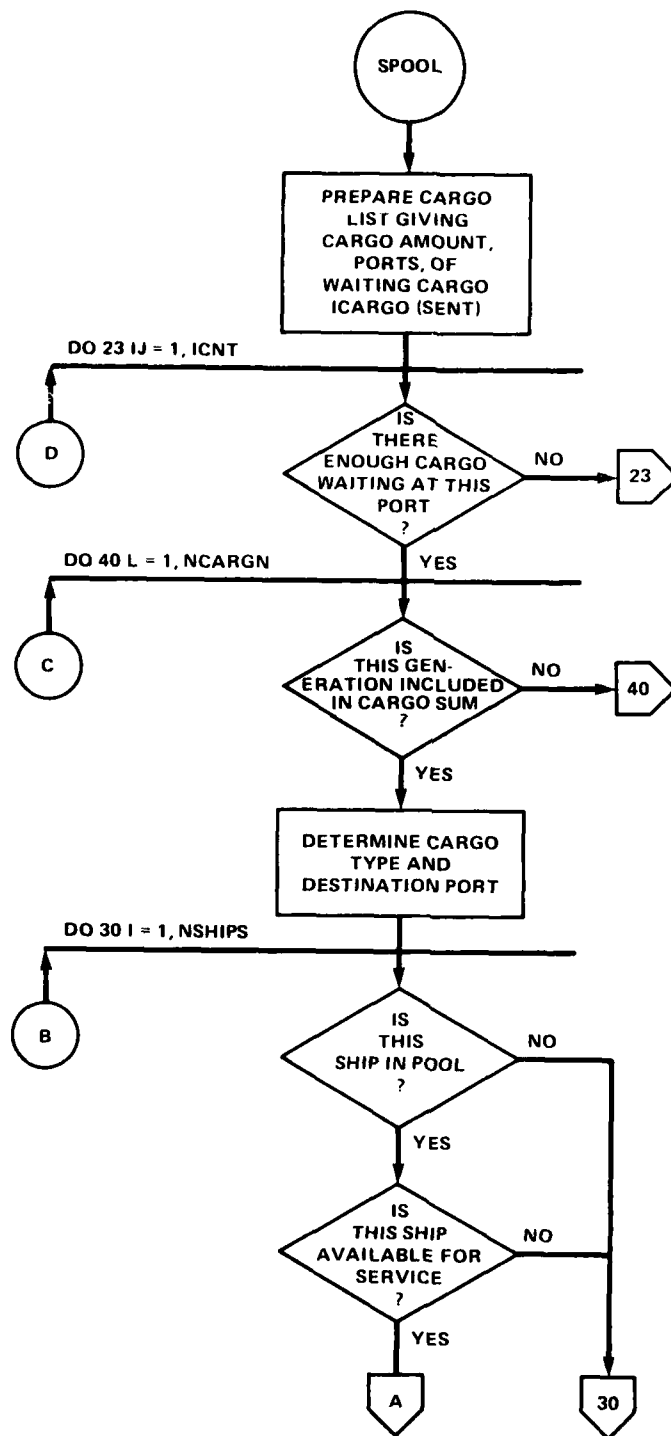 SPOOL
PREPARE CARGO
LIST GIVING
CARGO AMOUNT,
PORTS, OF
WAITING CARGO
ICARGO (SENT)
DO 23 IJ = 1, ICNT
D
IS
THERE
ENOUGH CARGO
WAITING AT THIS
PORT
?
NO
23
YES
DO 40 L = 1, NCARGN
C
IS
THIS GEN-
ERATION INCLUDED
IN CARGO SUM
?
NO
40
YES
DETERMINE CARGO
TYPE AND
DESTINATION PORT
DO 30 I = 1, NSHIPS
B
IS
THIS
SHIP IN POOL
?
NO
YES
IS
THIS SHIP
AVAILABLE FOR
SERVICE
?
NO
YES
A
30